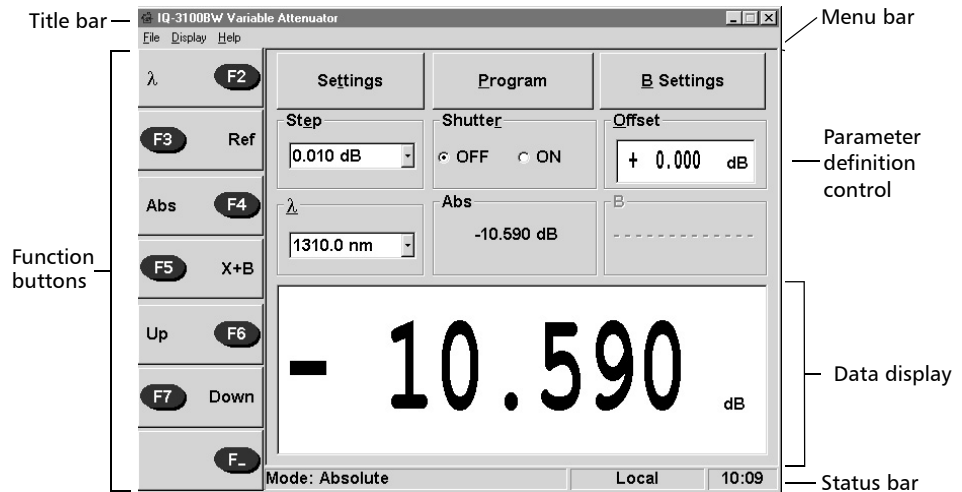 Title bar
IQ-3100BW Variable Attenuator
Menu bar
File Display Help
Function buttons
λ F2
F3 Ref
Abs F4
F5 X+B
Up F6
F7 Down
F_
Settings
Program
B Settings
Step
0.010 dB
Shutter
OFF ON
Offset
+ 0.000 dB
Parameter
definition
control
λ
1310.0 nm
Abs
-10.590 dB
B
--------------
- 10.590 dB
Data display
Mode: Absolute
Local
10:09
Status bar